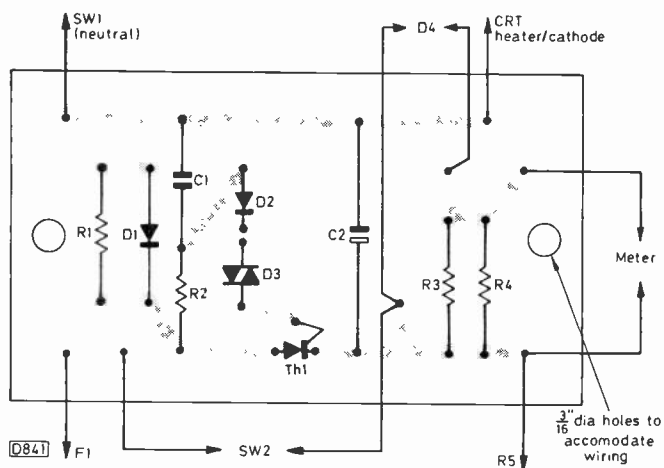 SW1
(neutral)
D4
CRT
heater/cathode
C1
D2
R1
D1
C2
Meter
D3
R2
R3
R4
Th1
3/16" dia holes to
accomodate
wiring
D841
F1
SW2
R5